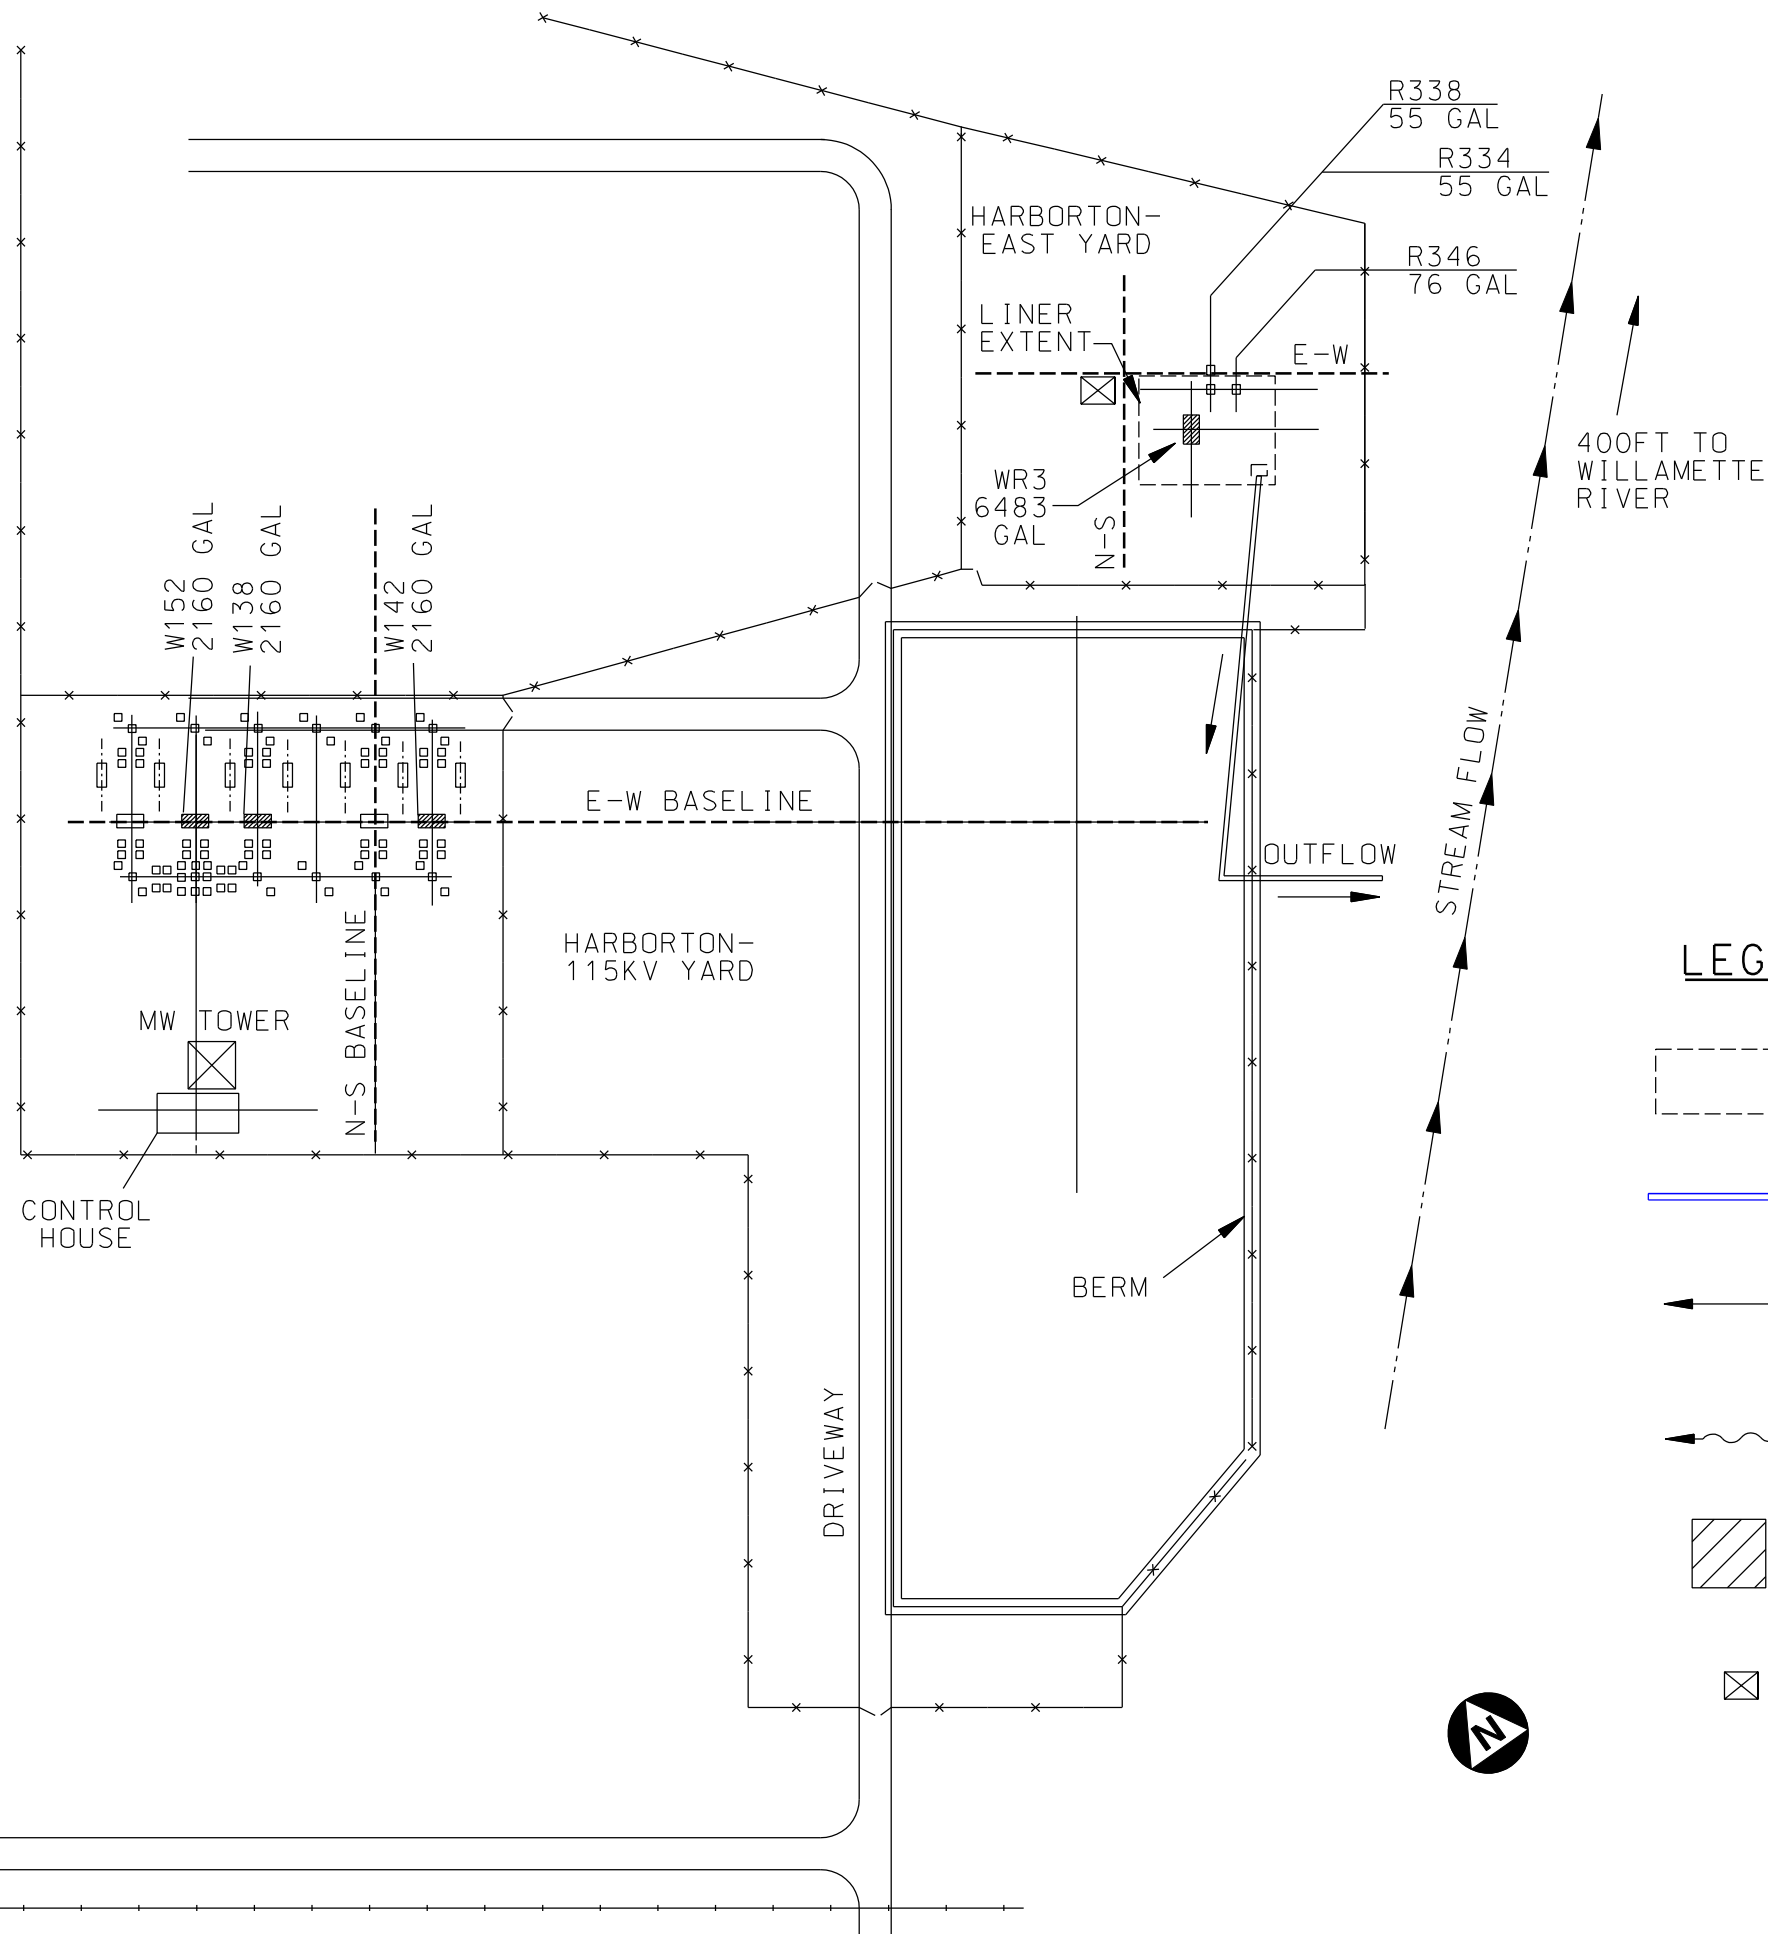 R338
55 GAL
R334
55 GAL
HARBORTON-
EAST YARD
R346
76 GAL
LINER
EXTENT
E-W
400FT TO
WILLAMETTE
RIVER
WR3
6483
GAL
N-S
W152
2160 GAL
W138
2160 GAL
W142
2160 GAL
E-W BASELINE
STREAM FLOW
OUTFLOW
HARBORTON-
115KV YARD
N-S BASELINE
LEG
MW TOWER
CONTROL
HOUSE
BERM
DRIVEWAY
N